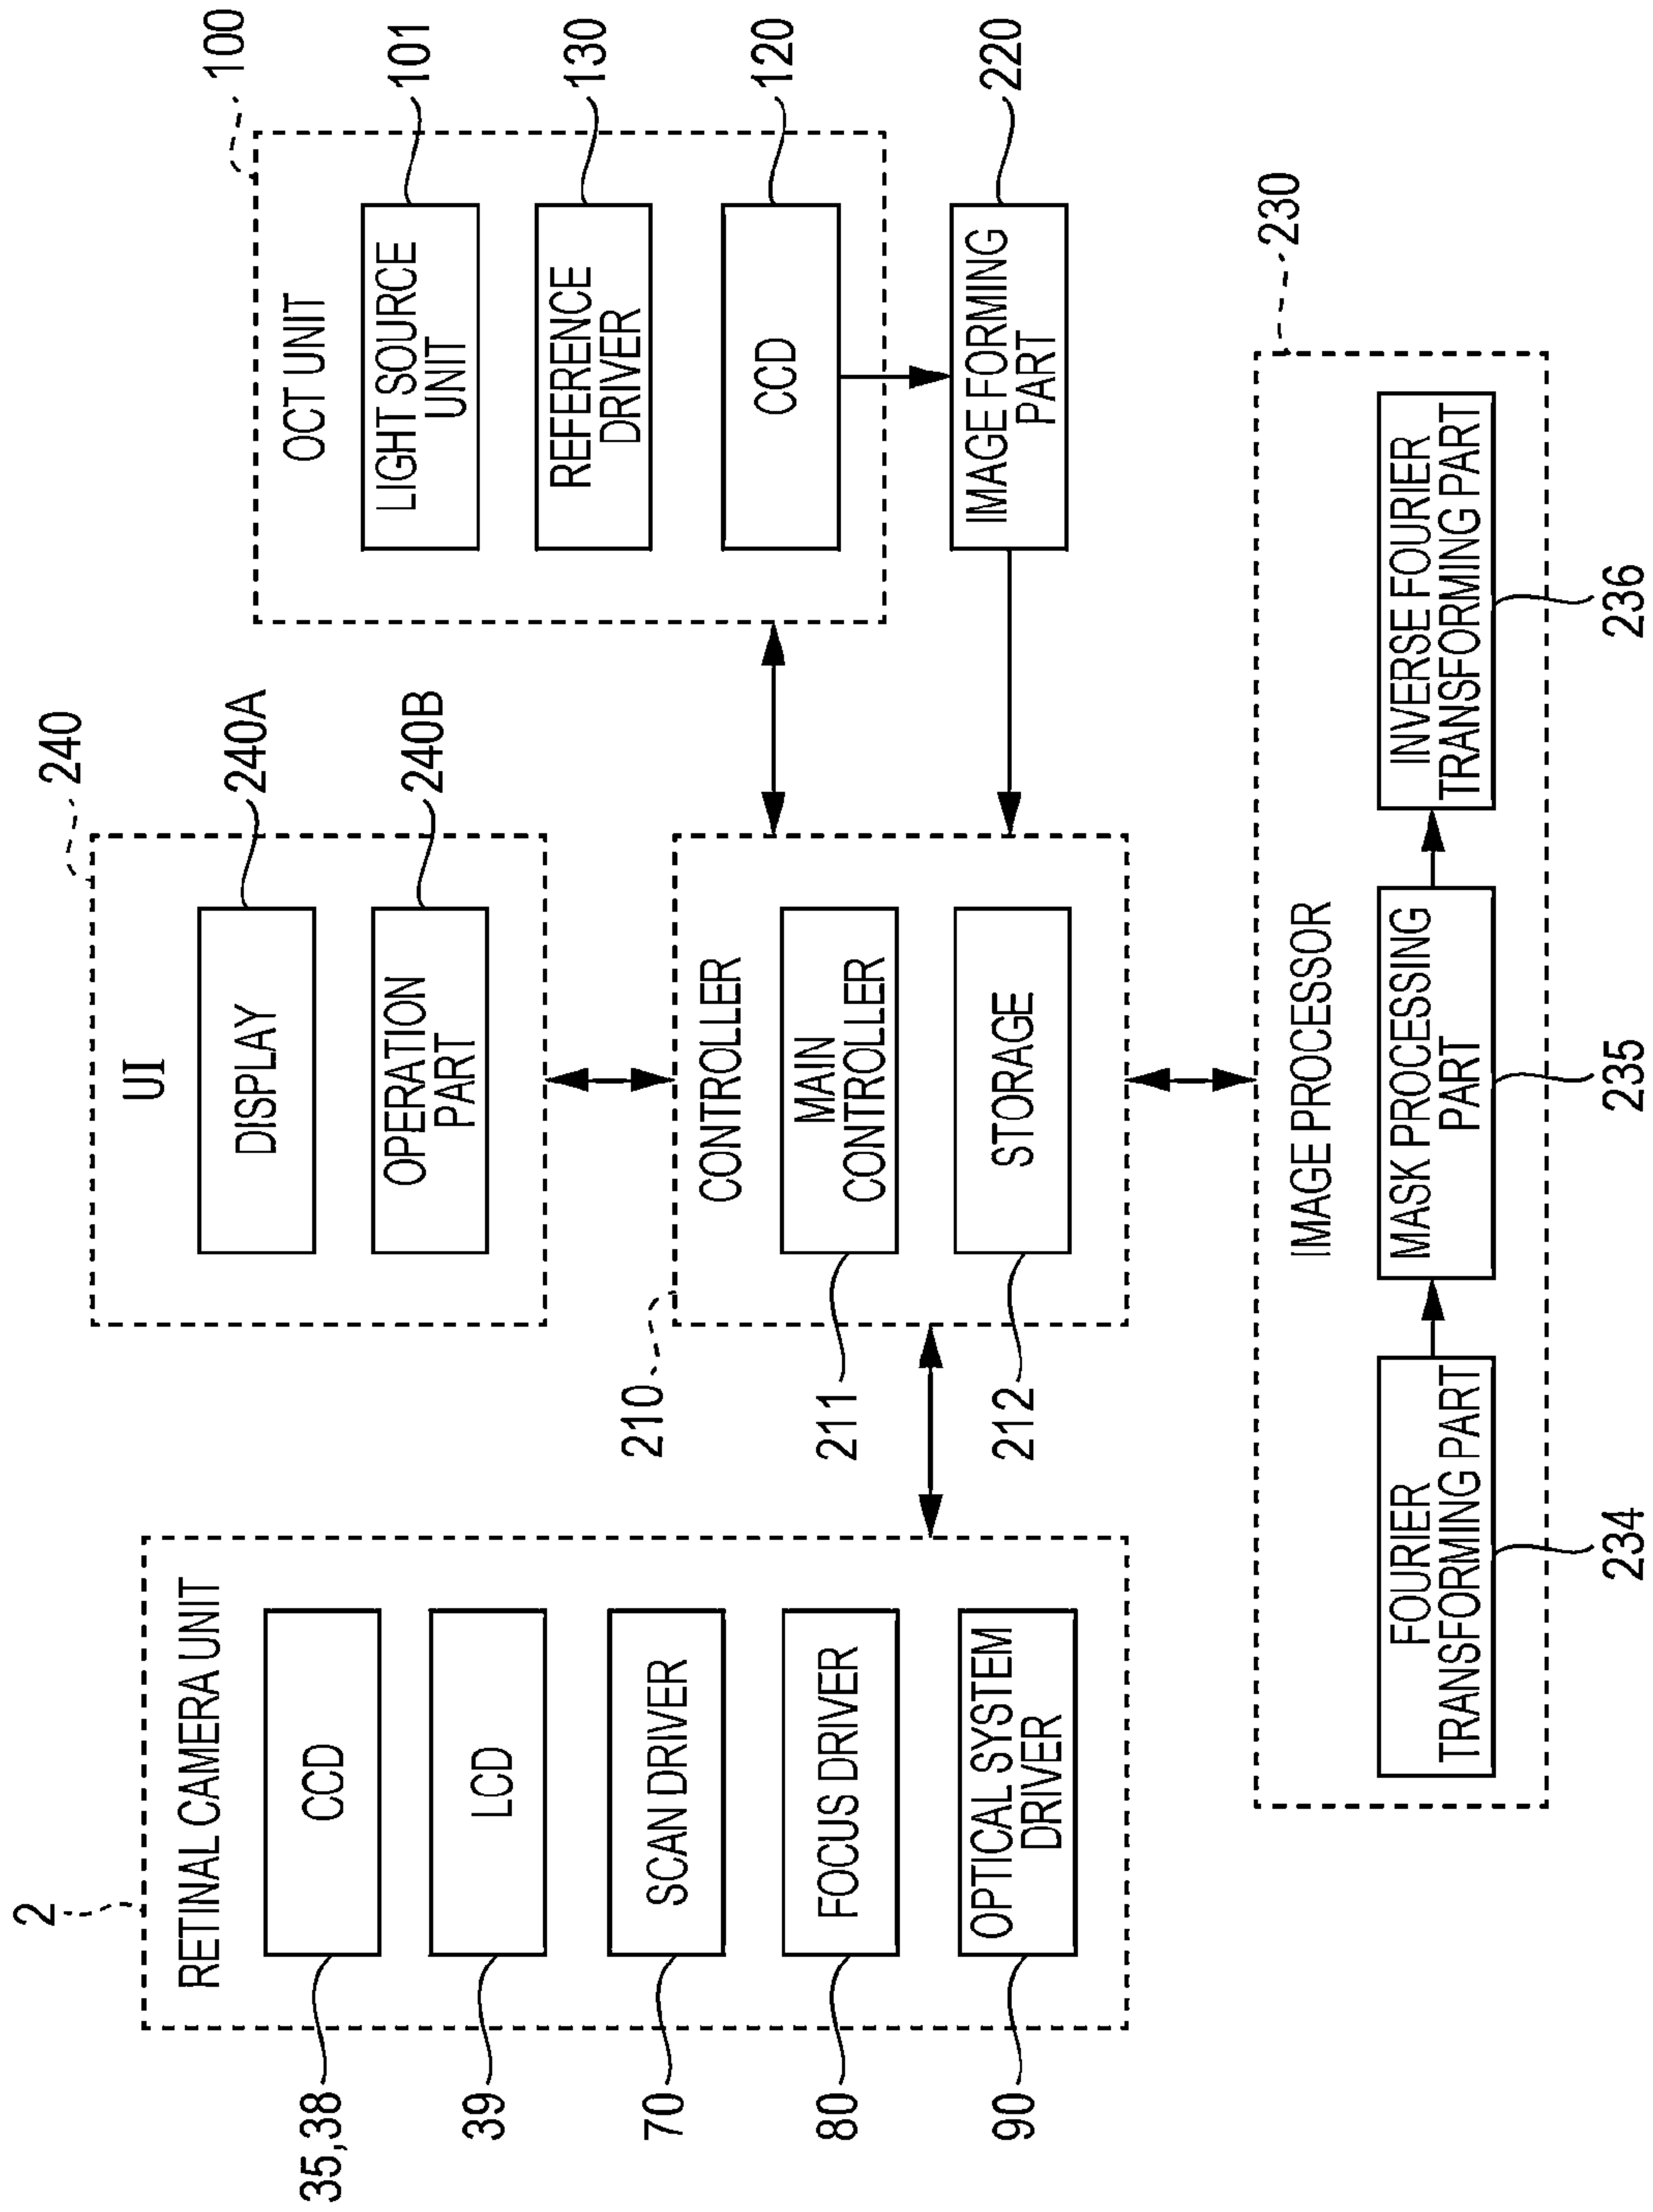 240
UI
DISPLAY
240A
OPERATION
PART
240B
2
RETINAL CAMERA UNIT
CCD
35,38
LCD
39
SCAN DRIVER
70
FOCUS DRIVER
80
OPTICAL SYSTEM
DRIVER
90
210
CONTROLLER
MAIN
CONTROLLER
211
STORAGE
212
100
OCT UNIT
LIGHT SOURCE
UNIT
101
REFERENCE
DRIVER
130
CCD
120
IMAGE FORMING
PART
220
230
IMAGE PROCESSOR
FOURIER
TRANSFORMING PART
234
MASK PROCESSING
PART
235
INVERSE FOURIER
TRANSFORMING PART
236